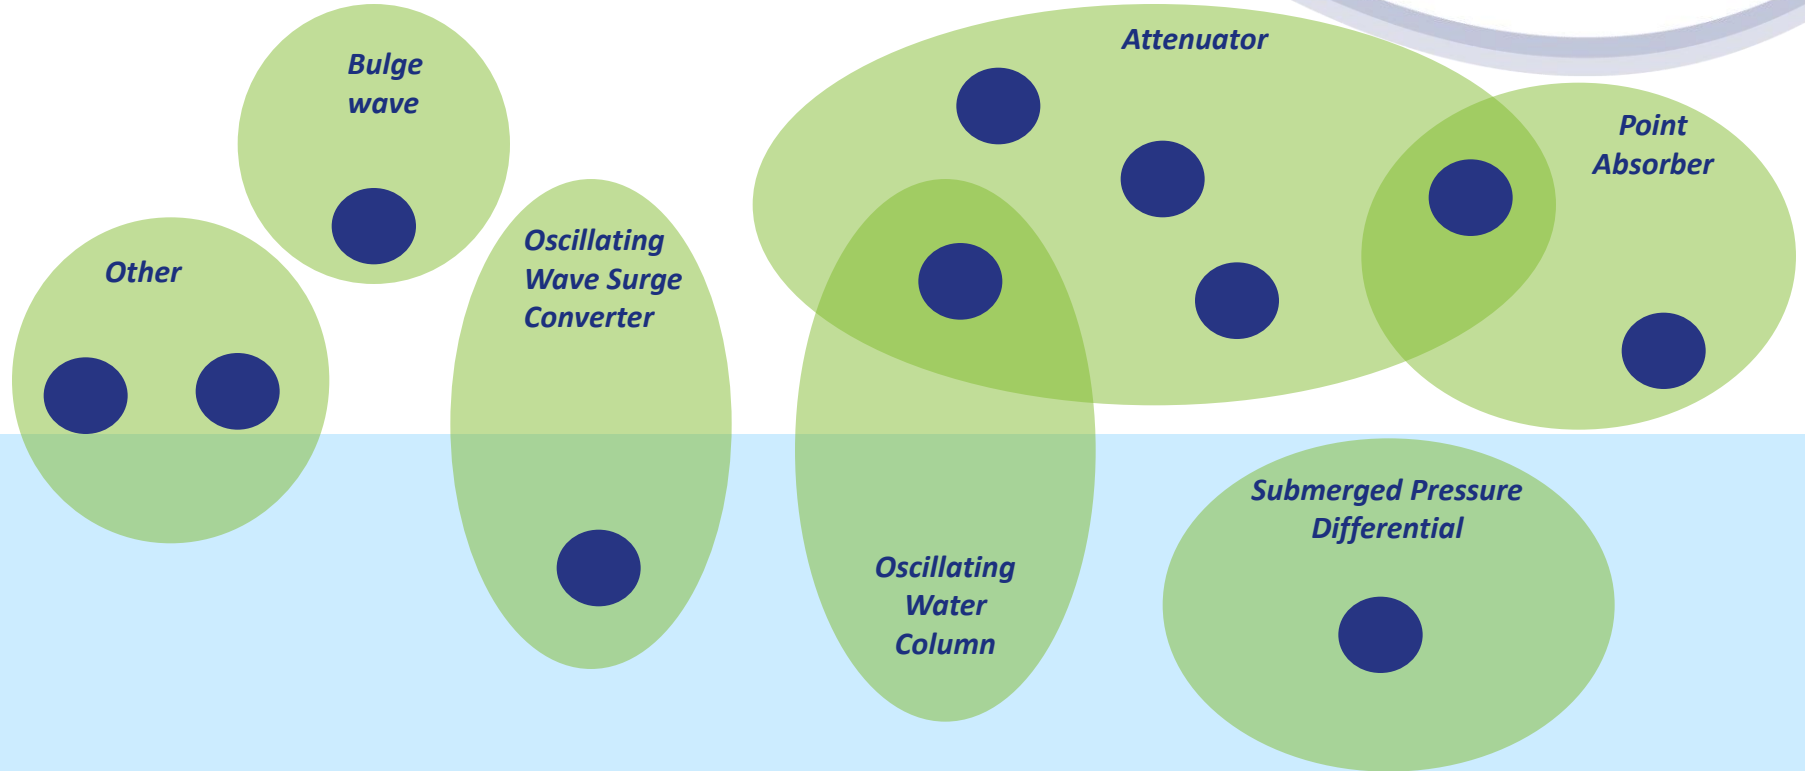 Bulge
wave
Other
Oscillating
Wave Surge
Converter
Attenuator
Point
Absorber
Oscillating
Water
Column
Submerged Pressure
Differential